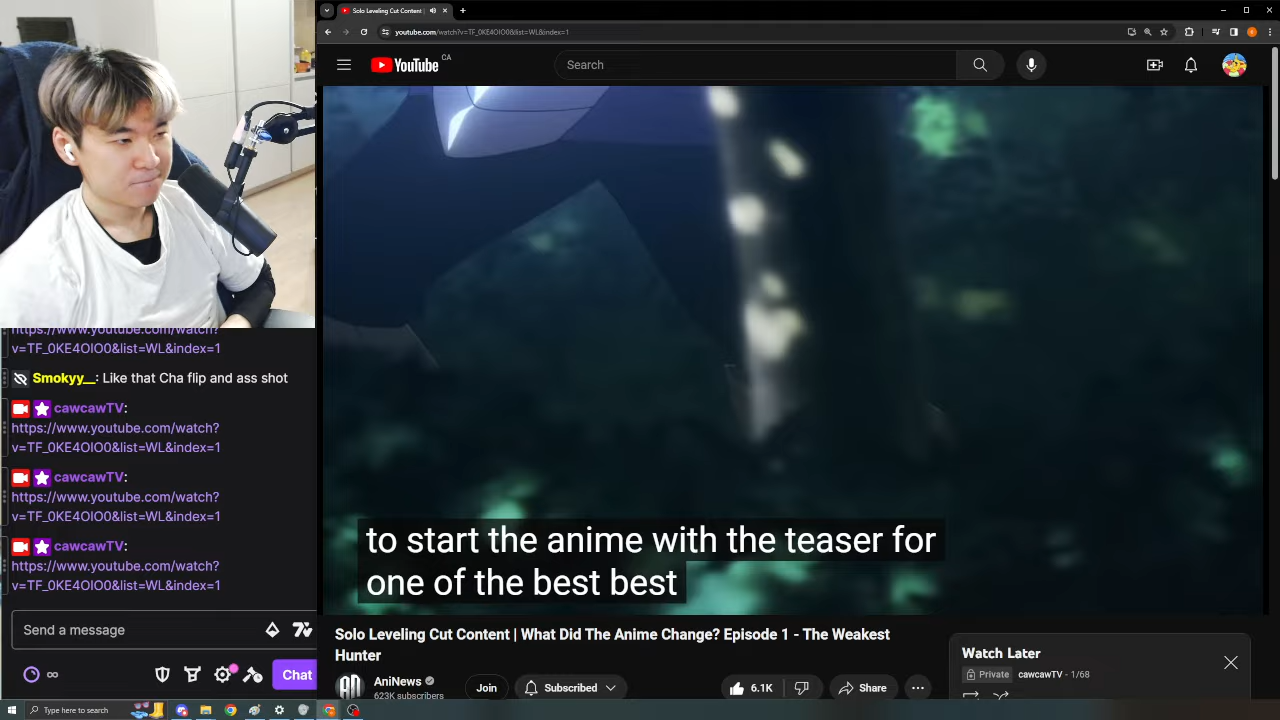 Solo Leveling Cut Content |
youtube.com/watch?v=TF_0KE4OIO0&list=WL&index=1
YouTube CA
Search
https://www.youtube.com/watch?
v=TF_0KE4OIO0&list=WL&index=1
Smokyy__: Like that Cha flip and ass shot
cawcawTV:
https://www.youtube.com/watch?
v=TF_0KE4OIO0&list=WL&index=1
cawcawTV:
https://www.youtube.com/watch?
v=TF_0KE4OIO0&list=WL&index=1
cawcawTV:
https://www.youtube.com/watch?
v=TF_0KE4OIO0&list=WL&index=1
Send a message
Chat
to start the anime with the teaser for
one of the best best
Solo Leveling Cut Content | What Did The Anime Change? Episode 1 - The Weakest
Hunter
AN
AniNews
623K subscribers
Join
Subscribed
6.1K
Share
Watch Later
Private
cawcawTV - 1/68
Type here to search